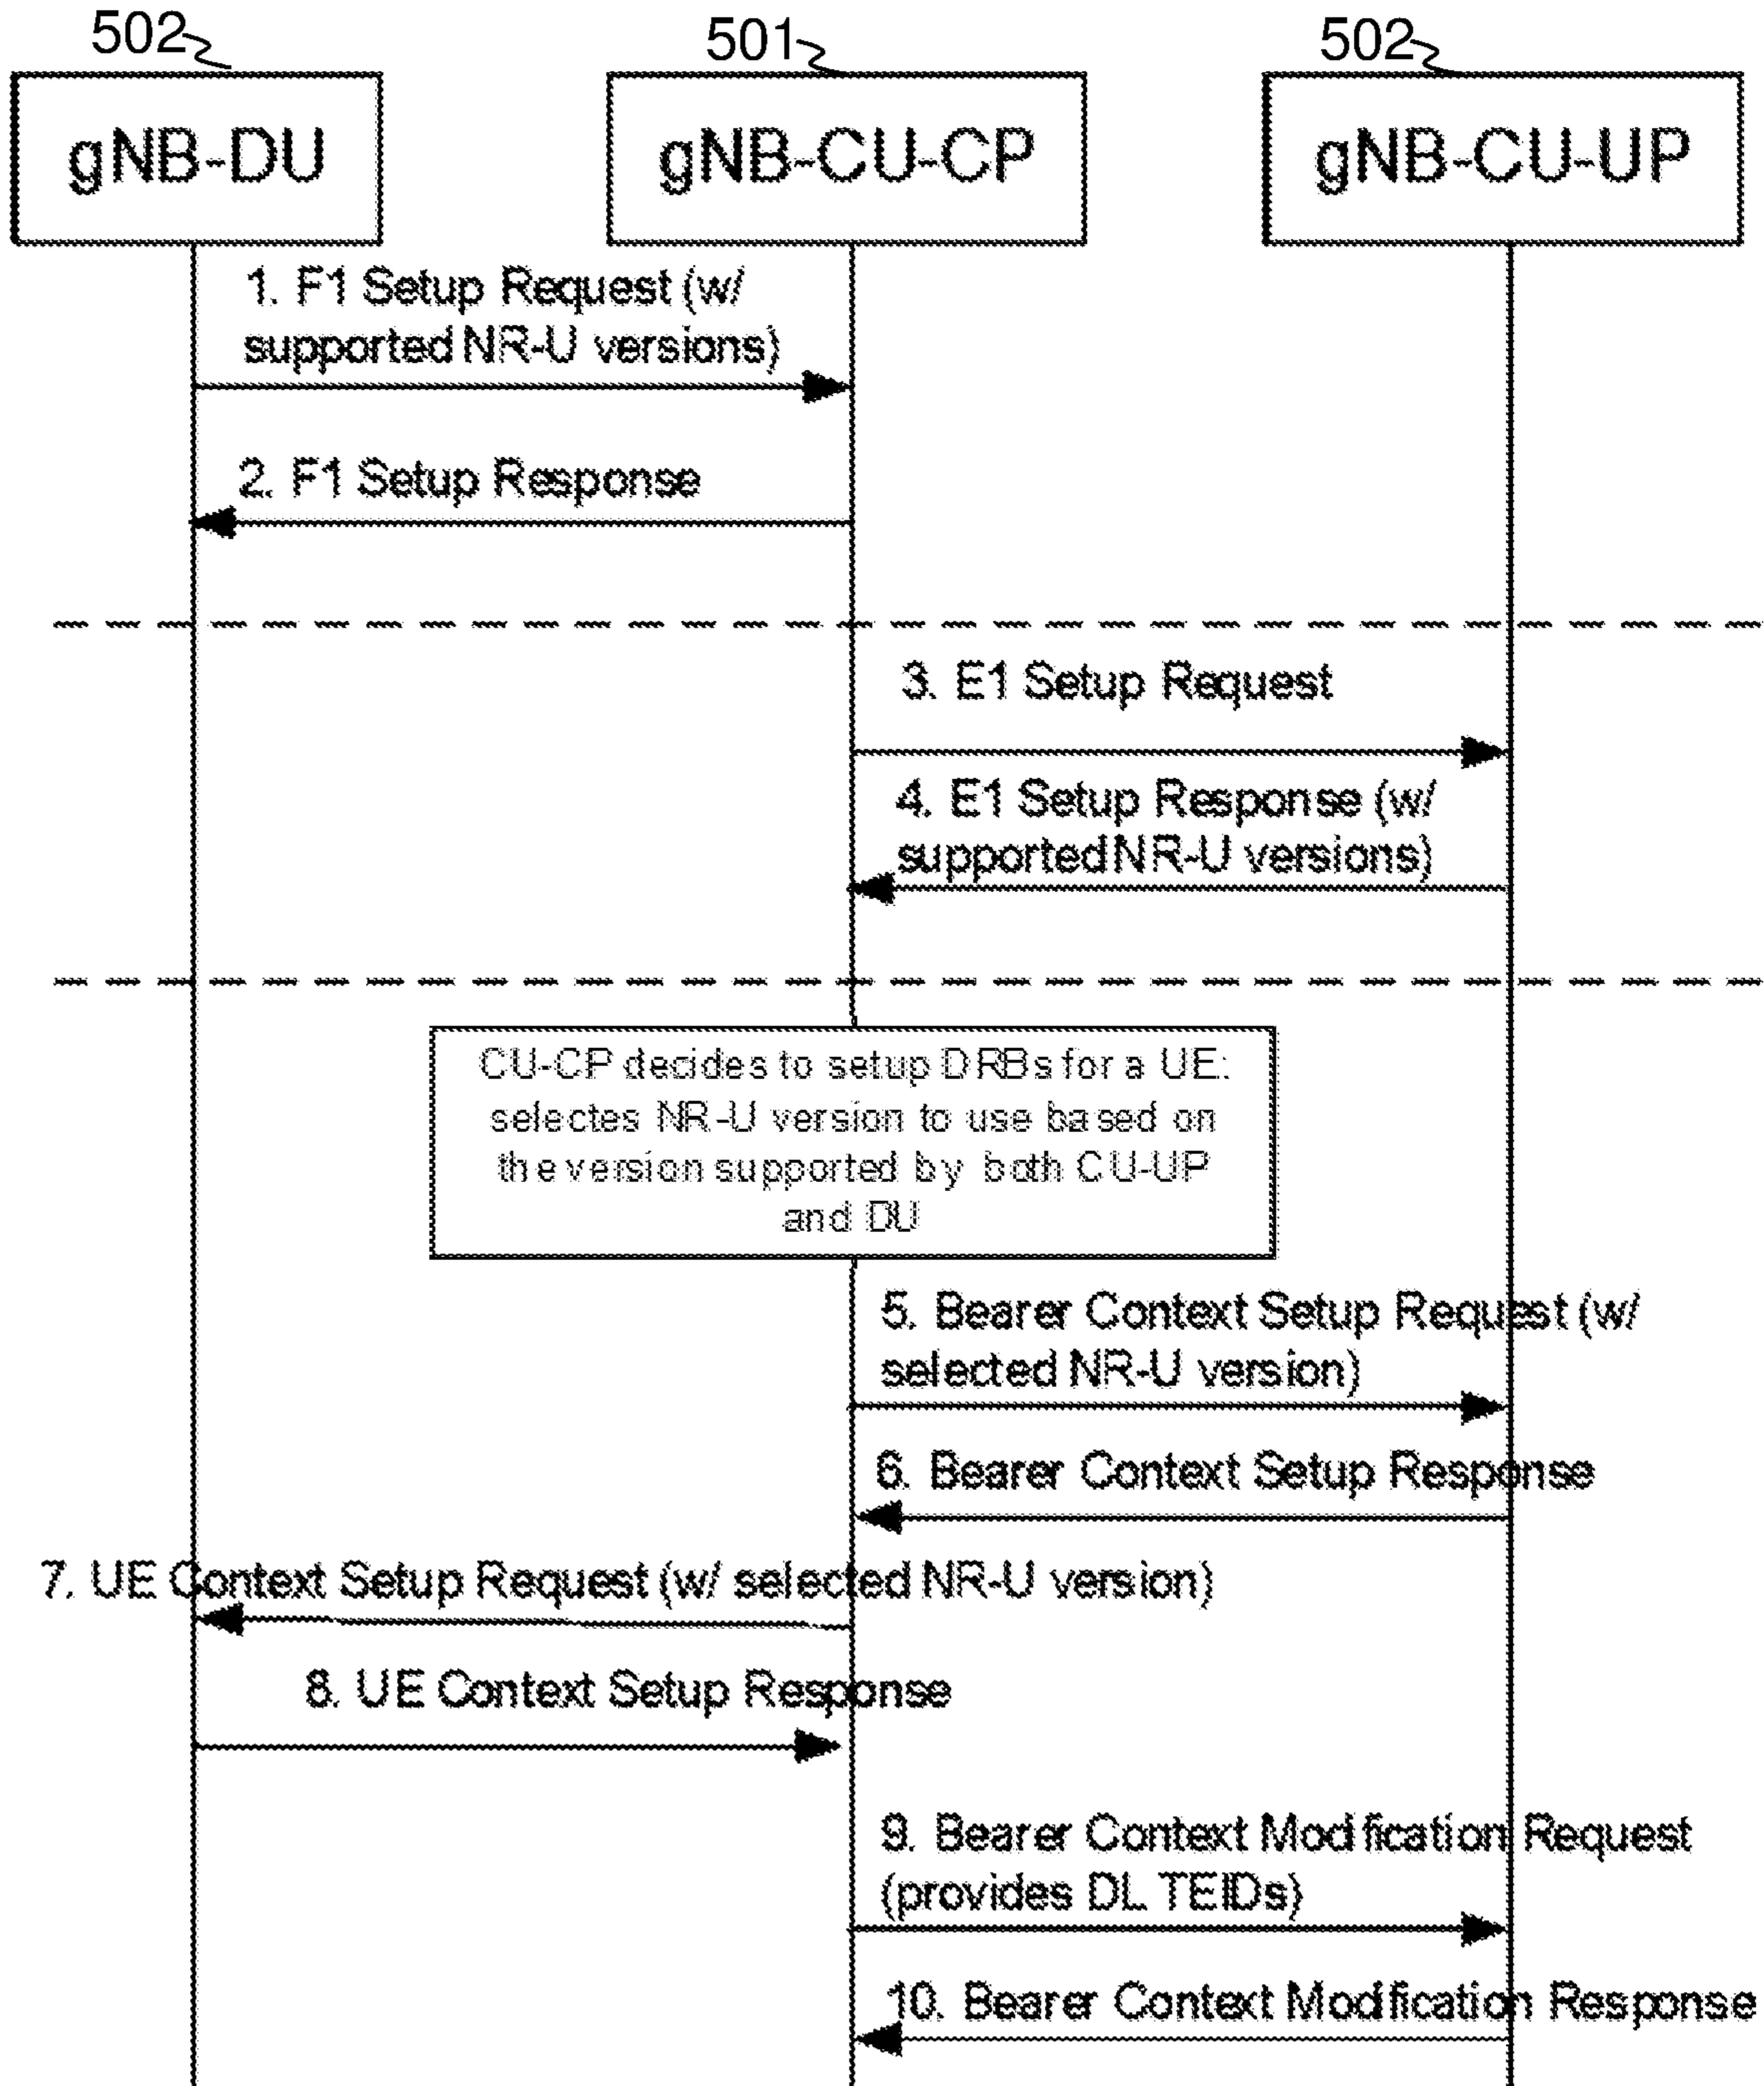 502
501
502
gNB-DU
gNB-CU-CP
gNB-CU-UP
1. F1 Setup Request (w/
supported NR-U versions)
2. F1 Setup Response
3. E1 Setup Request
4. E1 Setup Response (w/
supported NR-U versions)
CU-CP decides to setup DRBs for a UE:
selectes NR-U version to use based on
the version supported by both CU-UP
and DU
5. Bearer Context Setup Request (w/
selected NR-U version)
6. Bearer Context Setup Response
7. UE Context Setup Request (w/ selected NR-U version)
8. UE Context Setup Response
9. Bearer Context Modification Request
(provides DL TEIDs)
10. Bearer Context Modification Response